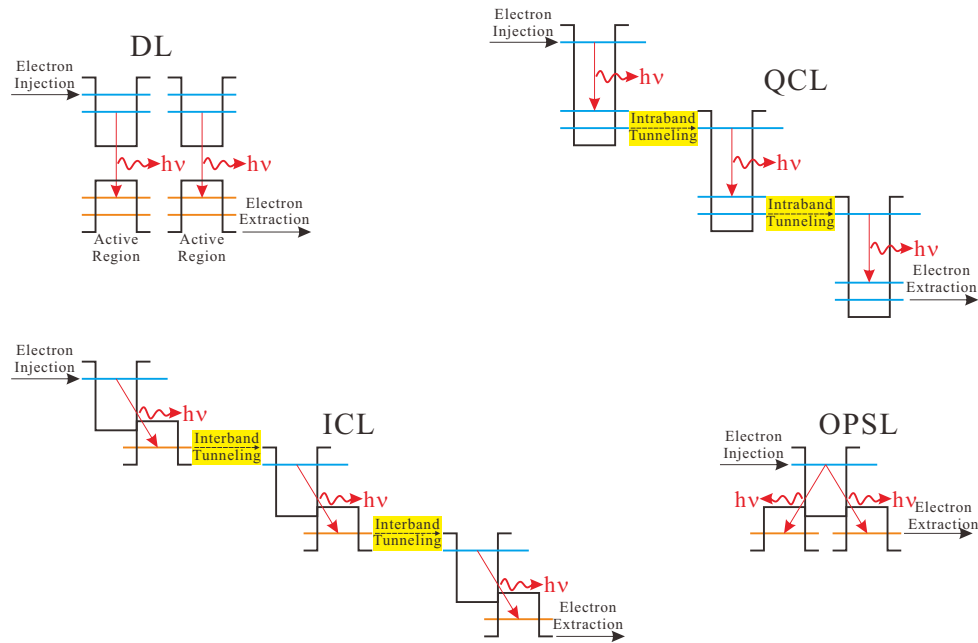 DL
Electron
Injection
hν
hν
Electron
Extraction
Active
Region
Active
Region
Electron
Injection
QCL
hν
Intraband
Tunneling
hν
Intraband
Tunneling
hν
Electron
Extraction
Electron
Injection
ICL
hν
Interband
Tunneling
hν
Interband
Tunneling
hν
Electron
Extraction
OPSL
Electron
Injection
hν
hν
Electron
Extraction